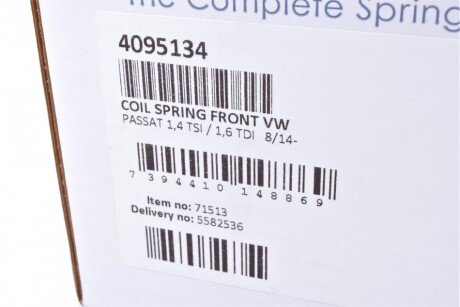 The Complete Spring
4095134
COIL SPRING FRONT VW
PASSAT 1,4 TSI / 1,6 TDI 8/14-
7 394410 148869
Item no: 71513
Delivery no: 5582536